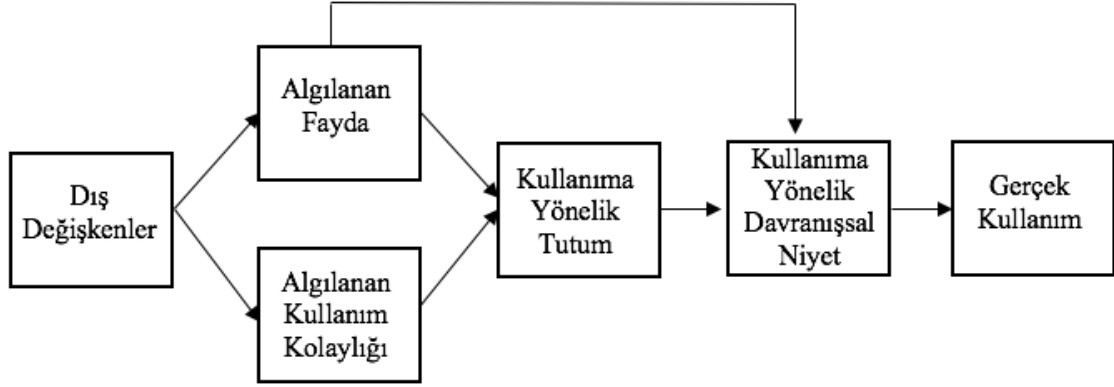 Algılanan
Fayda
Dış
Değişkenler
Algılanan
Kullanım
Kolaylığı
Kullanıma
Yönelik
Tutum
Kullanıma
Yönelik
Davranışsal
Niyet
Gerçek
Kullanım